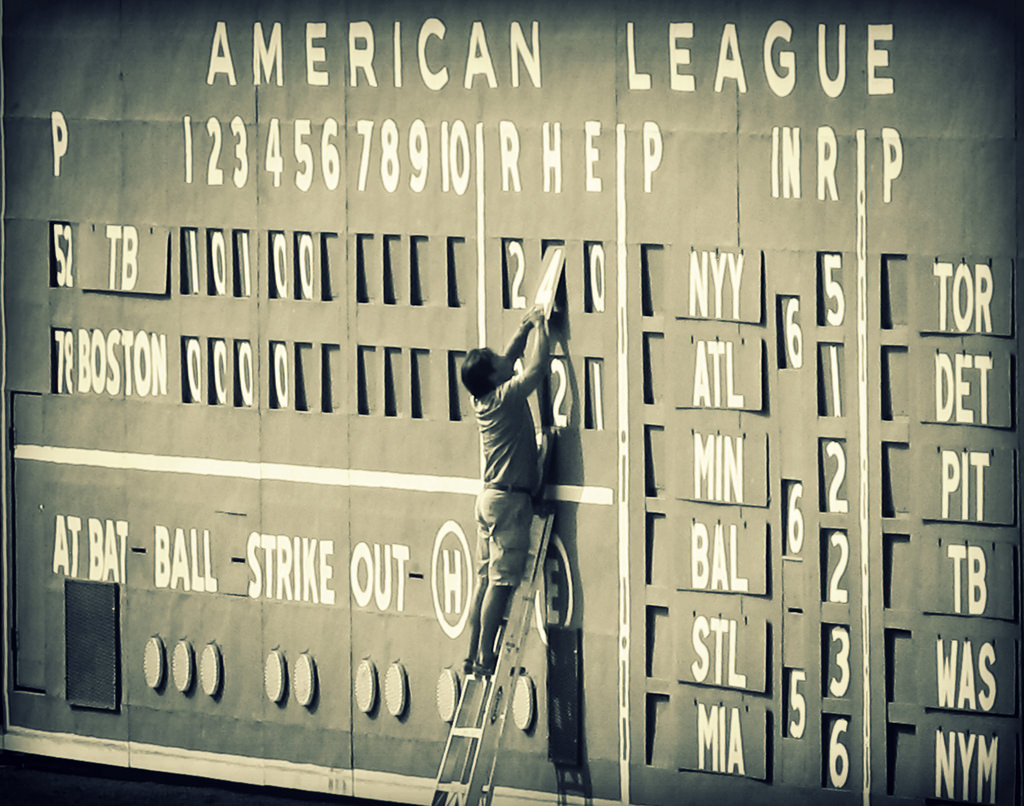 AMERICAN LEAGUE
P 1 2 3 4 5 6 7 8 9 10 R H E P IN R P
52 TB 1 0 1 0 0 2 0 NYY 5 TOR
6
78 BOSTON 0 0 0 0 2 1 ATL 1 DET
MIN 2 PIT
6
AT BAT - BALL - STRIKE OUT - H E BAL 2 TB
STL 3 WAS
5
MIA 6 NYM